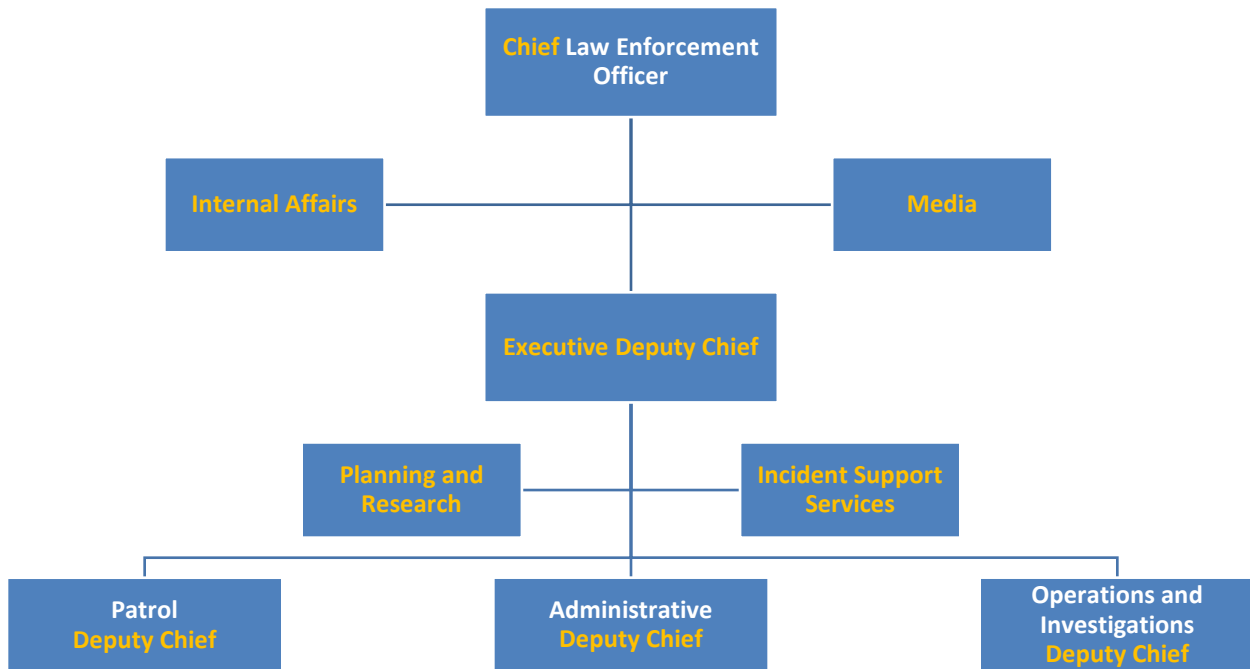 Chief Law Enforcement
Officer
Internal Affairs
Media
Executive Deputy Chief
Planning and
Research
Incident Support
Services
Patrol
Deputy Chief
Administrative
Deputy Chief
Operations and
Investigations
Deputy Chief